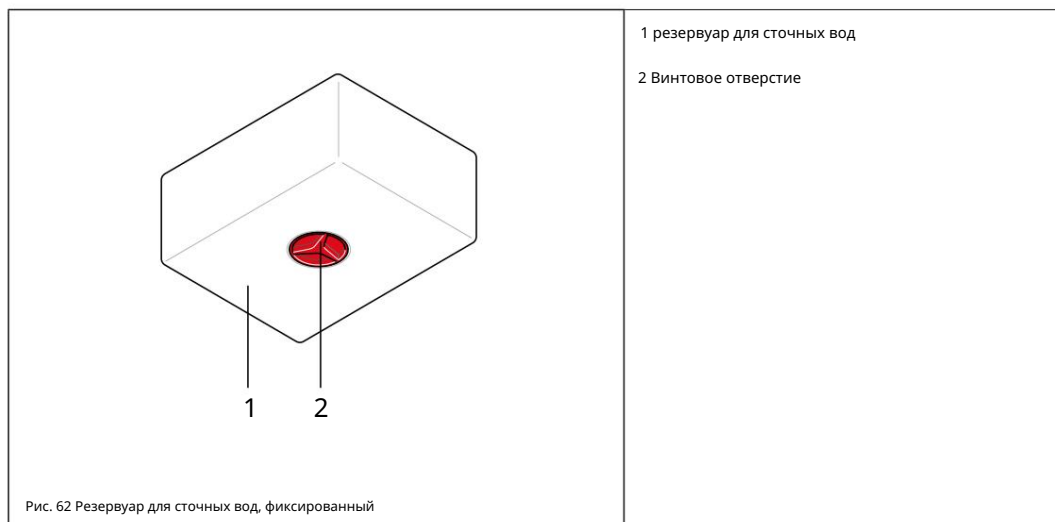 1 резервуар для сточных вод
2 Винтовое отверстие
1 2
Рис. 62 Резервуар для сточных вод, фиксированный